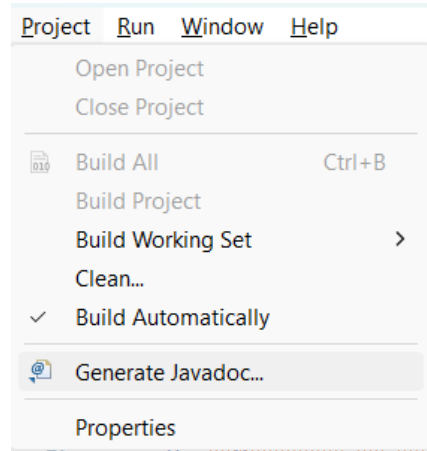 Project Run Window Help
Open Project
Close Project
Build All Ctrl+B
Build Project
Build Working Set
Clean...
Build Automatically
Generate Javadoc...
Properties